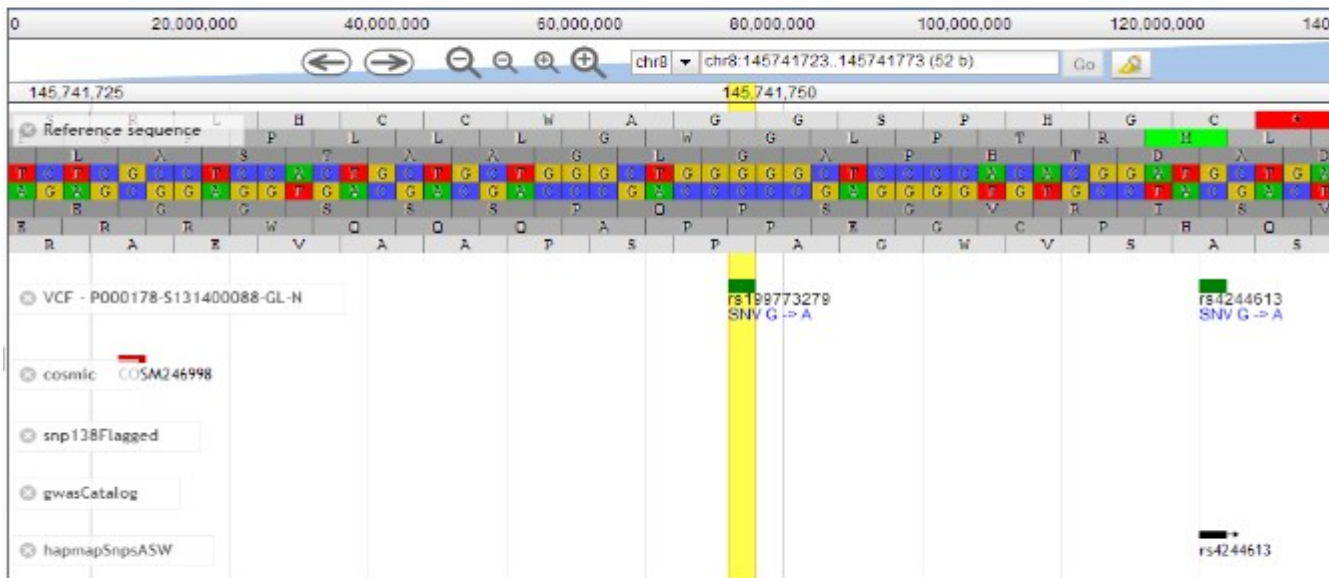 0 20,000,000 40,000,000 60,000,000 80,000,000 100,000,000 120,000,000 140
chr8 chr8:145741723..145741773 (52 b) Go
145,741,725 145,741,750
H C C W A G G S P H G C *
Reference sequence
P L L L G W G L P T R M L
L A S T A A G L G A P H T D A D
T C T C G C C T C C A C T G C T G C T G G G C T G G G G G C T C C C C A C A C G G A T G C T G A
A G A G C G G A G G T G A C G A C G A C C C G A C C C C C G A G G G G T G T G C C T A C G A C T
E G G S S S P Q P S G V R I S V
E R R W Q Q Q A P P E G C P H Q
R A E V A A P S P A G W V S A S
VCF - P000178-S131400088-GL-N
rs199773279 rs4244613
SNV G -> A SNV G -> A
cosmic COSM246998
snp138Flagged
gwasCatalog
hapmapSnpsASW rs4244613